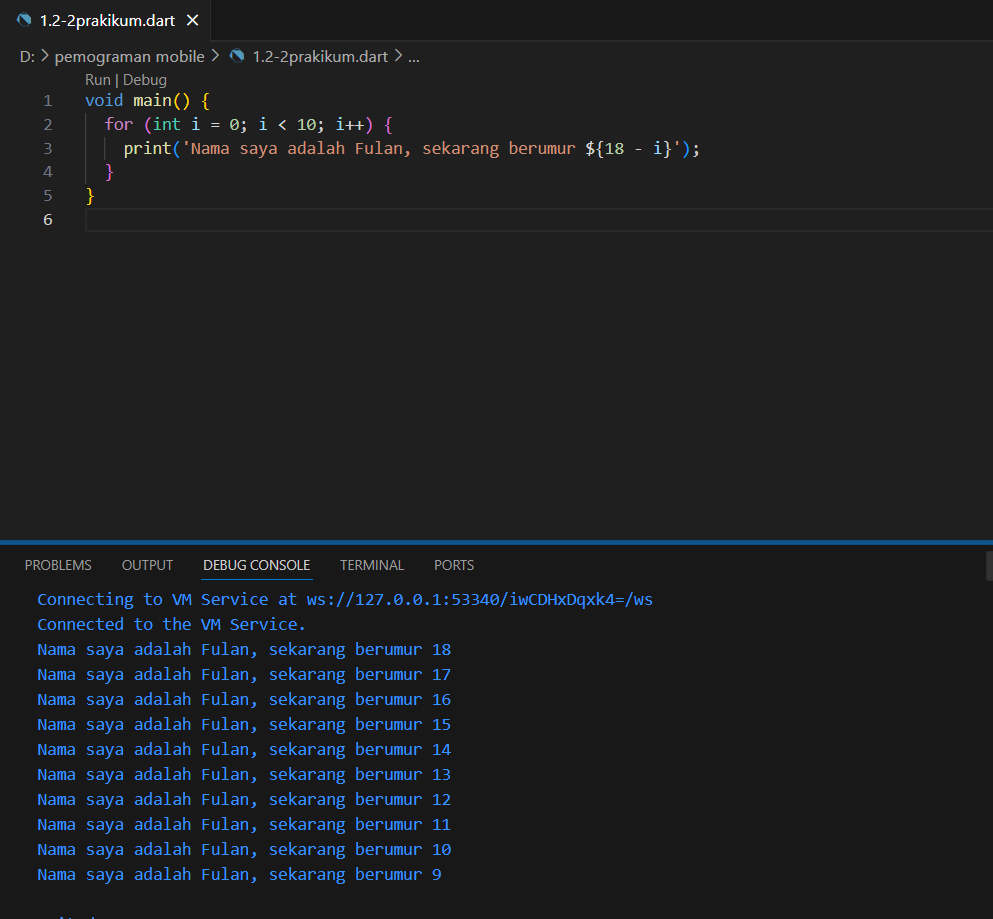 1.2-2prakikum.dart
D: > pemograman mobile > 1.2-2prakikum.dart > ...
Run | Debug
1 void main() {
2 for (int i = 0; i < 10; i++) {
3 print('Nama saya adalah Fulan, sekarang berumur ${18 - i}');
4 }
5 }
6
PROBLEMS OUTPUT DEBUG CONSOLE TERMINAL PORTS
Connecting to VM Service at ws://127.0.0.1:53340/iwCDHxDqxk4=/ws
Connected to the VM Service.
Nama saya adalah Fulan, sekarang berumur 18
Nama saya adalah Fulan, sekarang berumur 17
Nama saya adalah Fulan, sekarang berumur 16
Nama saya adalah Fulan, sekarang berumur 15
Nama saya adalah Fulan, sekarang berumur 14
Nama saya adalah Fulan, sekarang berumur 13
Nama saya adalah Fulan, sekarang berumur 12
Nama saya adalah Fulan, sekarang berumur 11
Nama saya adalah Fulan, sekarang berumur 10
Nama saya adalah Fulan, sekarang berumur 9